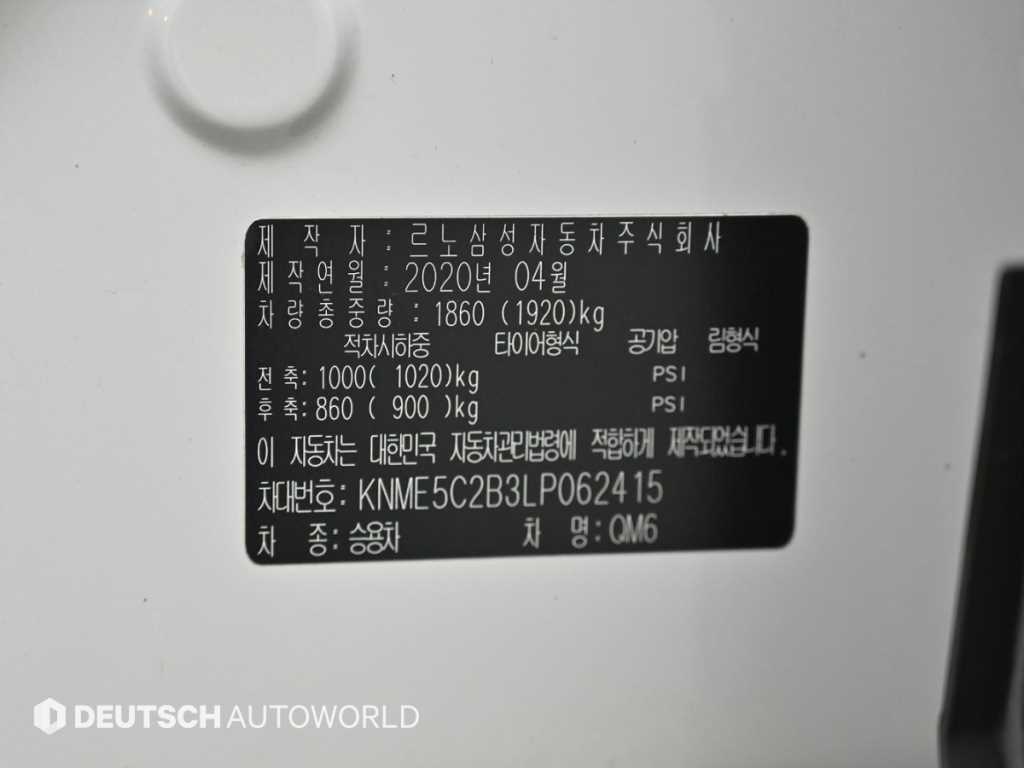 제 작 자 : 르노삼성자동차주식회사
제작연월 : 2020년 04월
차량총중량 : 1860 (1920)kg
적차시하중 타이어형식 공기압 림형식
전 축: 1000( 1020)kg PSI
후 축: 860 ( 900 )kg PSI
이 자동차는 대한민국 자동차관리법령에 적합하게 제작되었습니다.
차대번호: KNME5C2B3LP062415
차 종: 승용차 차 명: QM6
DEUTSCH AUTOWORLD